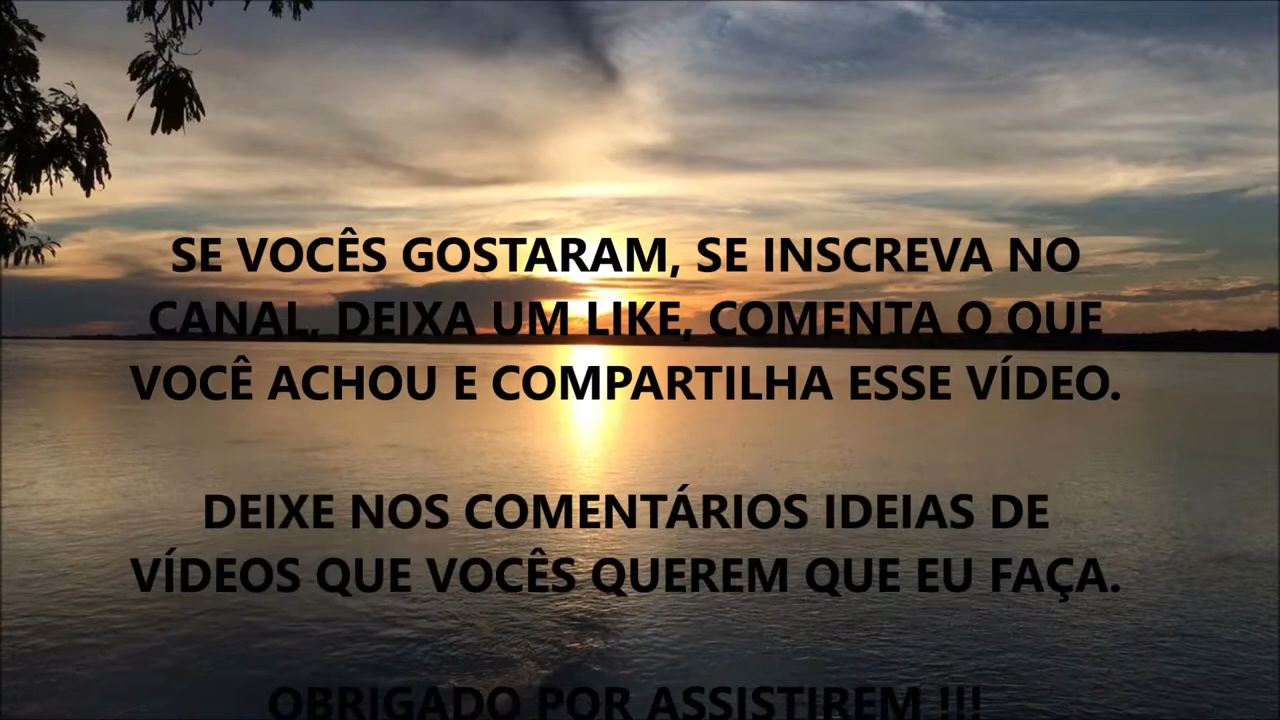 SE VOCÊS GOSTARAM, SE INSCREVA NO
CANAL, DEIXA UM LIKE, COMENTA O QUE
VOCÊ ACHOU E COMPARTILHA ESSE VÍDEO.
DEIXE NOS COMENTÁRIOS IDEIAS DE
VÍDEOS QUE VOCÊS QUEREM QUE EU FAÇA.
OBRIGADO POR ASSISTIREM !!!